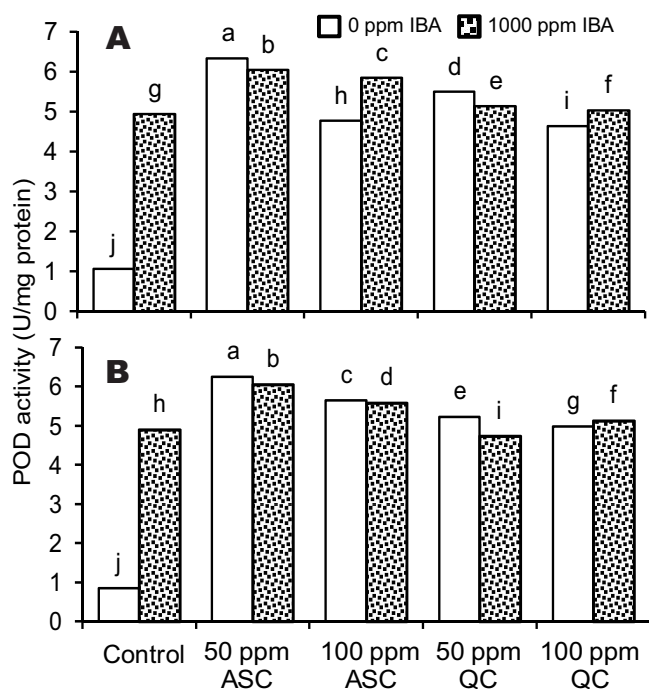 A
0 ppm IBA 1000 ppm IBA
7
6
5
4
3
2
1
0
j g a b h c d e i f
B
7
6
5
4
3
2
1
0
j h a b c d e i g f
POD activity (U/mg protein)
Control 50 ppm ASC 100 ppm ASC 50 ppm QC 100 ppm QC